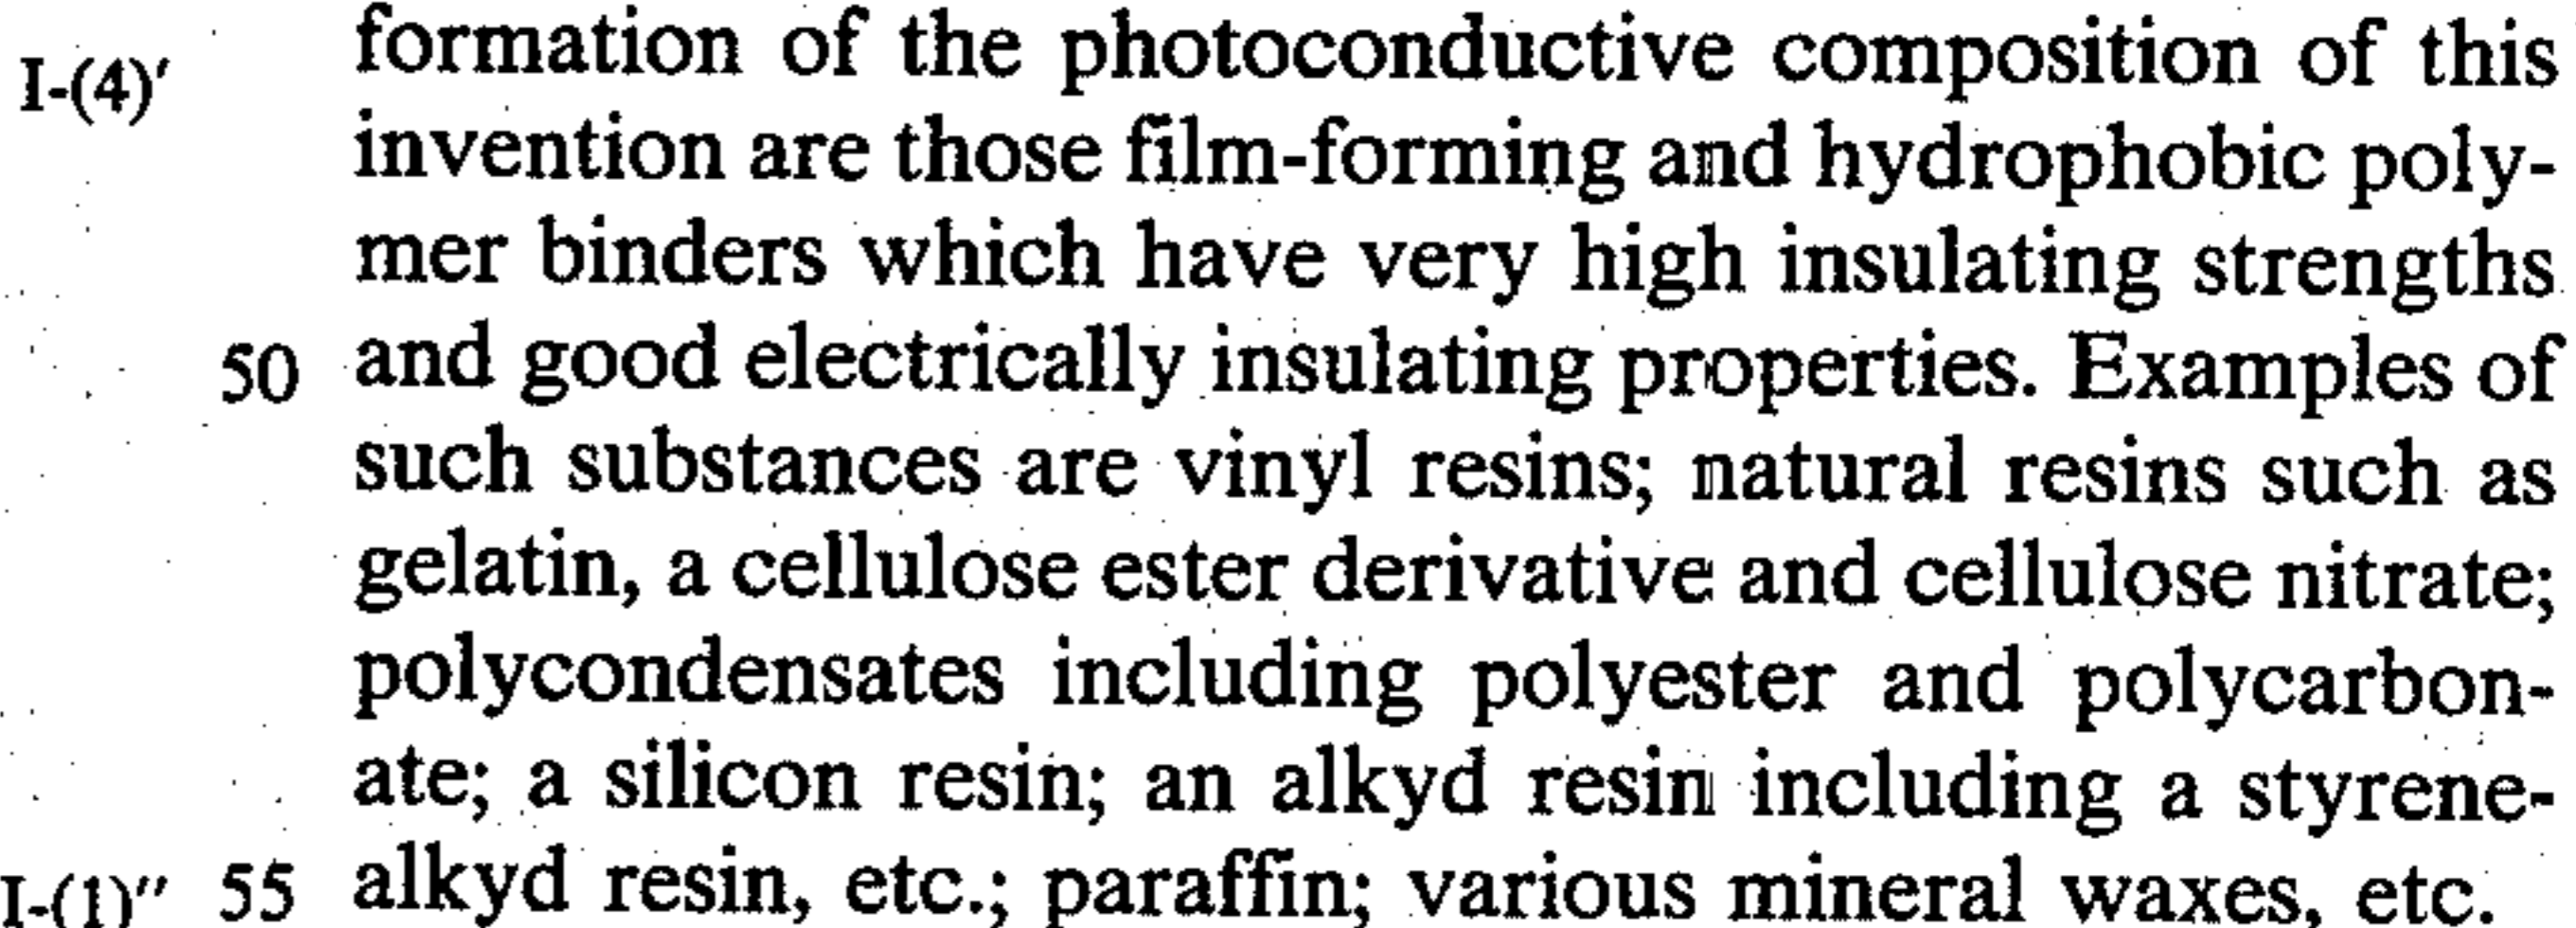 I-(4)′ formation of the photoconductive composition of this
invention are those film-forming and hydrophobic poly-
mer binders which have very high insulating strengths
50 and good electrically insulating properties. Examples of
such substances are vinyl resins; natural resins such as
gelatin, a cellulose ester derivative and cellulose nitrate;
polycondensates including polyester and polycarbon-
ate; a silicon resin; an alkyd resin including a styrene-
I-(1)″ 55 alkyd resin, etc.; paraffin; various mineral waxes, etc.